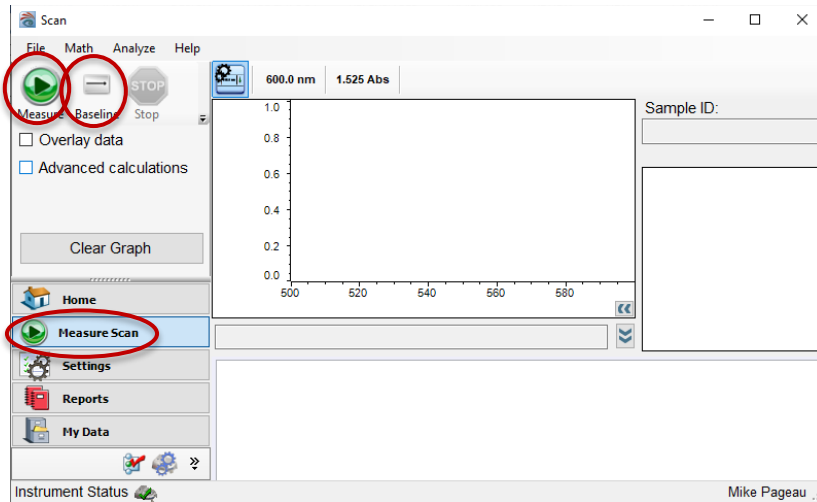 Scan
File Math Analyze Help
STOP
Measure Baseline Stop
600.0 nm 1.525 Abs
Overlay data
Advanced calculations
Clear Graph
1.0
0.8
0.6
0.4
0.2
0.0
500 520 540 560 580
Sample ID:
Home
Measure Scan
Settings
Reports
My Data
Instrument Status
Mike Pageau